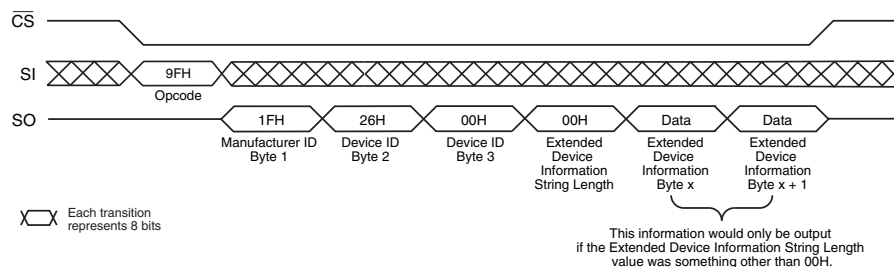 CS
SI
9FH
Opcode
SO
1FH
26H
00H
00H
Data
Data
Manufacturer ID
Byte 1
Device ID
Byte 2
Device ID
Byte 3
Extended
Device
Information
String Length
Extended
Device
Information
Byte x
Extended
Device
Information
Byte x + 1
Each transition
represents 8 bits
This information would only be output
if the Extended Device Information String Length
value was something other than 00H.